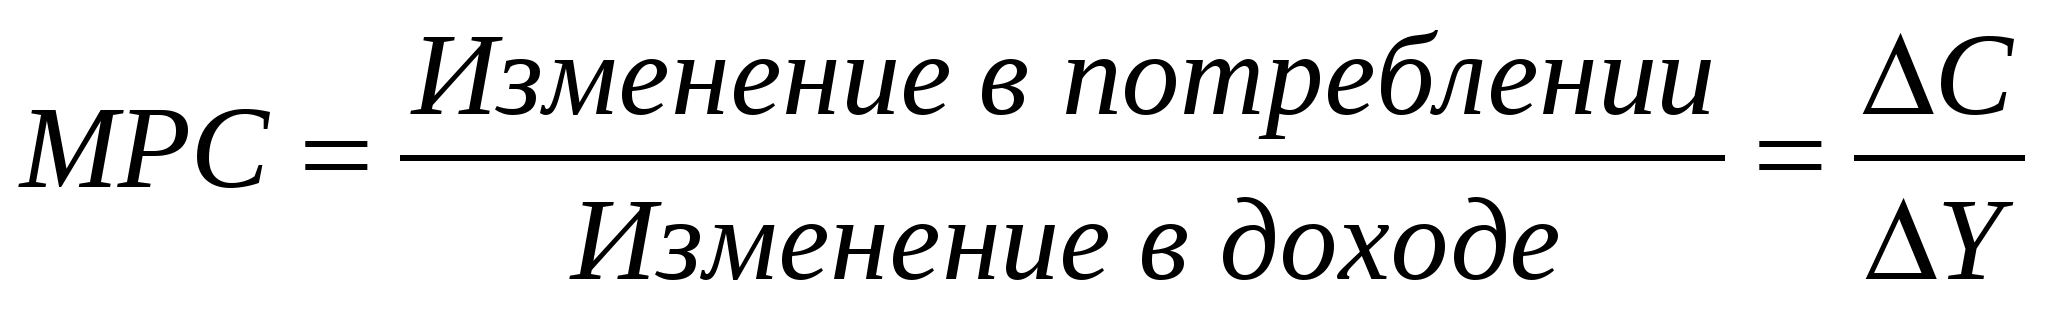 MPC = Изменение в потреблении / Изменение в доходе = ΔC / ΔY